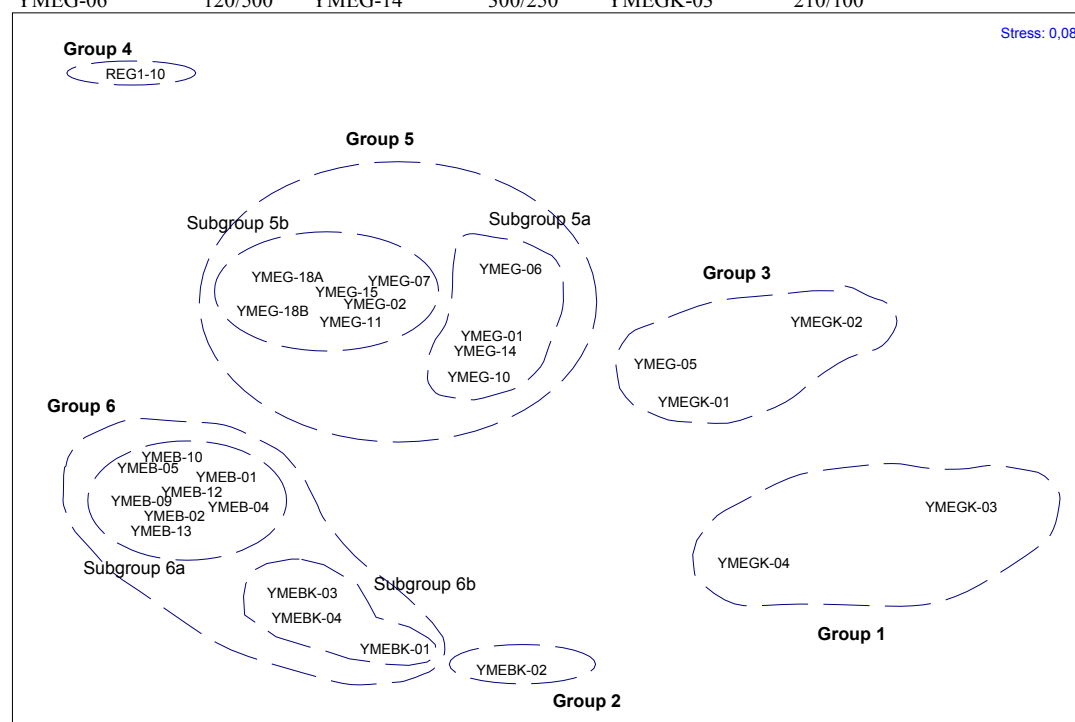 YMEG-06 120/500 YMEG-14 500/250 YMEGK-03 210/100
Stress: 0,08
Group 4
REG1-10
Group 5
Subgroup 5b
Subgroup 5a
YMEG-18A
YMEG-07
YMEG-15
YMEG-02
YMEG-18B
YMEG-11
YMEG-06
YMEG-01
YMEG-14
YMEG-10
Group 3
YMEGK-02
YMEG-05
YMEGK-01
Group 6
YMEB-10
YMEB-05
YMEB-01
YMEB-12
YMEB-09
YMEB-04
YMEB-02
YMEB-13
Subgroup 6a
Subgroup 6b
YMEBK-03
YMEBK-04
YMEBK-01
YMEBK-02
Group 2
YMEGK-03
YMEGK-04
Group 1